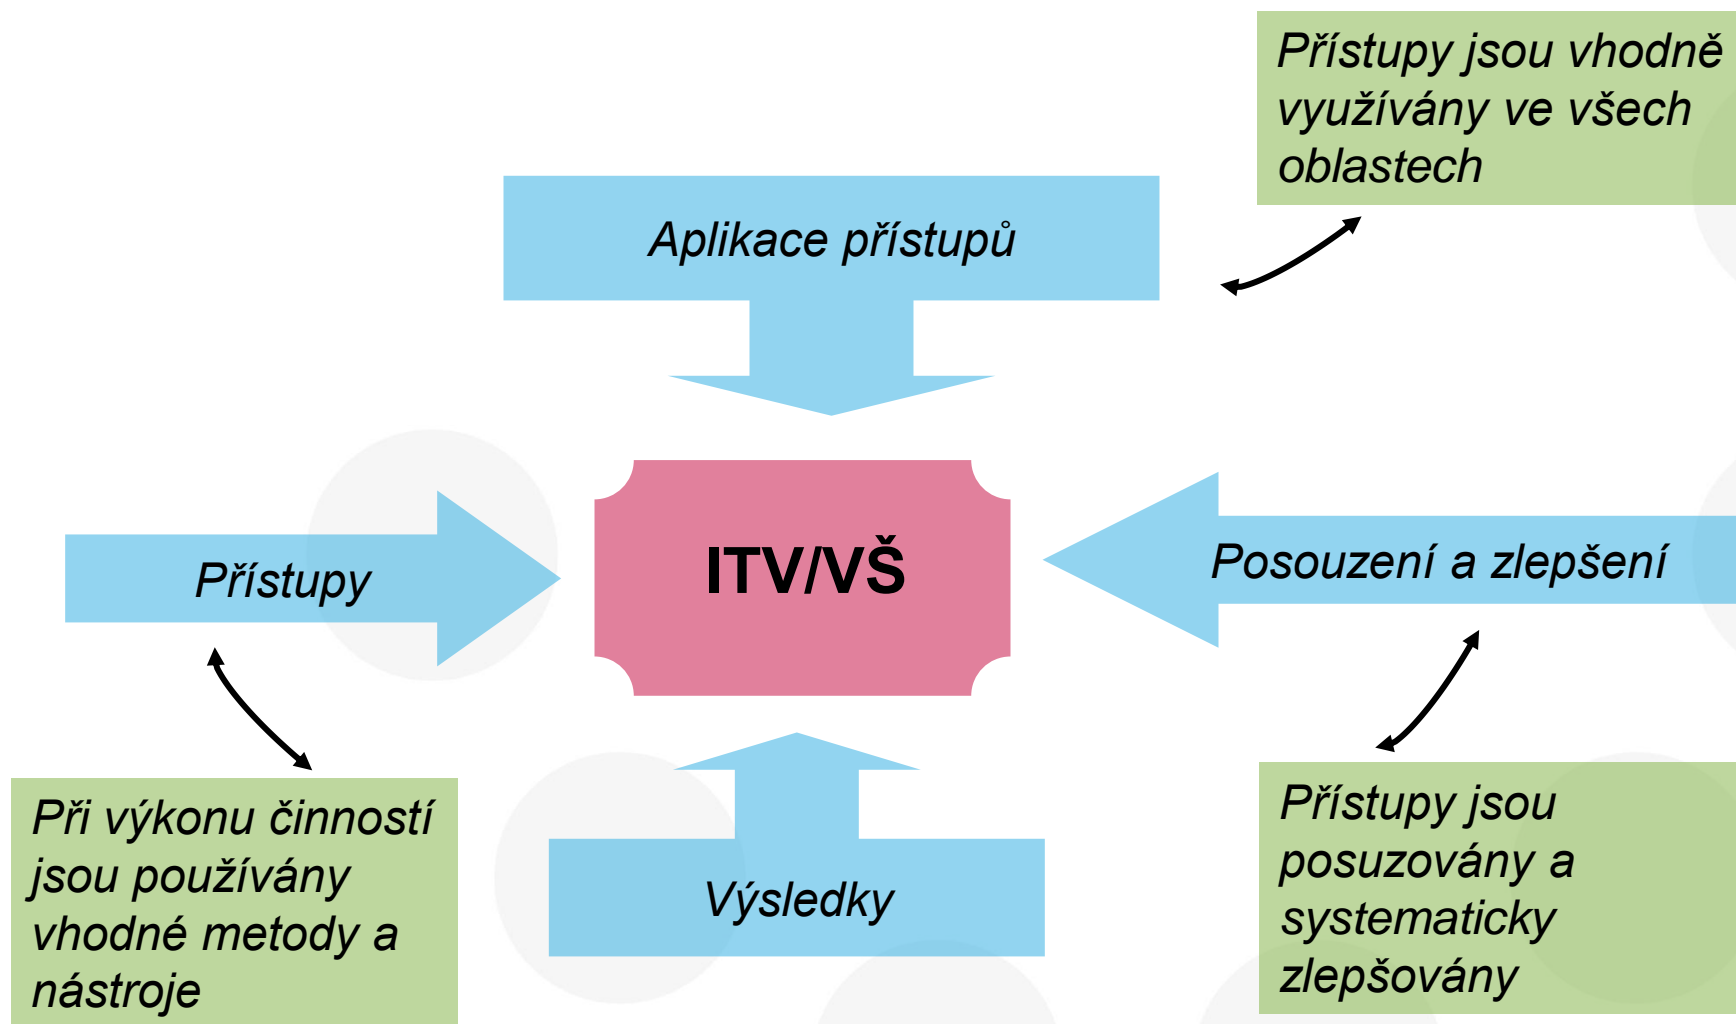 Přístupy jsou vhodně
využívány ve všech
oblastech
Aplikace přístupů
Přístupy
ITV/VŠ
Posouzení a zlepšení
Při výkonu činností
jsou používány
vhodné metody a
nástroje
Výsledky
Přístupy jsou
posuzovány a
systematicky
zlepšovány